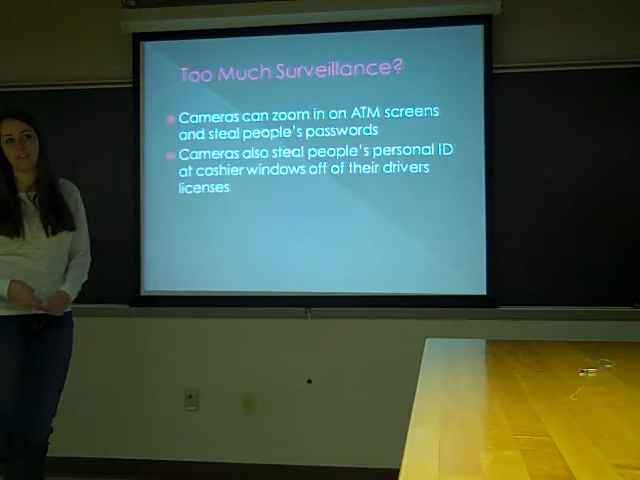 Too Much Surveillance?
Cameras can zoom in on ATM screens
and steal people's passwords
Cameras also steal people's personal ID
at cashier windows off of their drivers
licenses